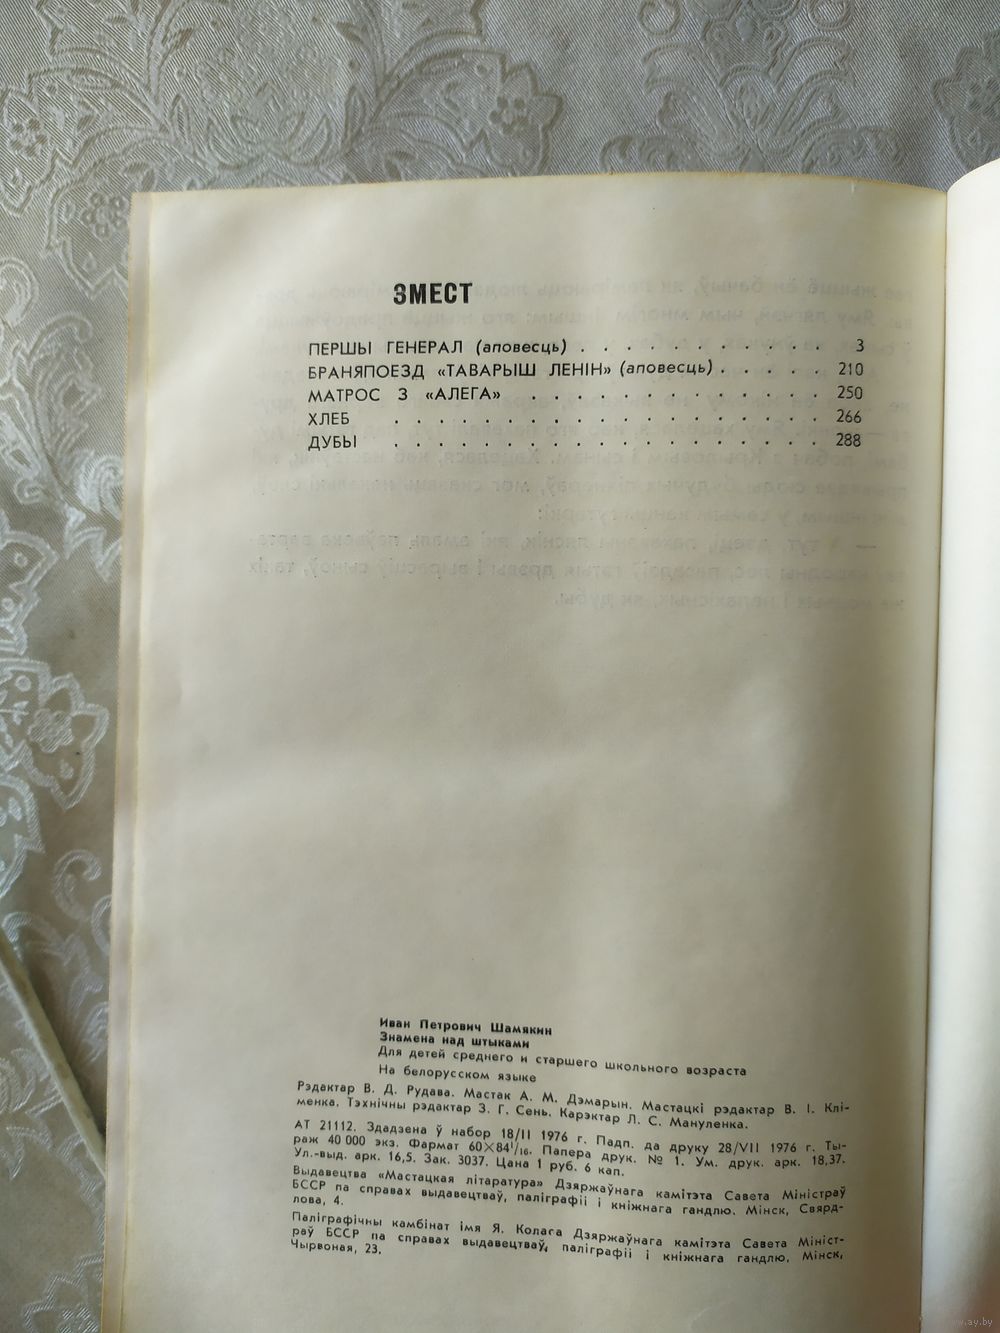 ЗМЕСТ
ПЕРШЫ ГЕНЕРАЛ (аповесць) . . . . . . . . . . . 3
БРАНЯПОЕЗД «ТАВАРЫШ ЛЕНІН» (аповесць) . . . . . 210
МАТРОС З «АЛЕГА» . . . . . . . . . . . . 250
ХЛЕБ . . . . . . . . . . . . . . . . 266
ДУБЫ . . . . . . . . . . . . . . . . . 288
Иван Петрович Шамякин
Знамена над штыками
Для детей среднего и старшего школьного возраста
На белорусском языке
Рэдактар В. Д. Рудава. Мастак А. М. Дэмарын. Мастацкі рэдактар В. І.Клі-
менка. Тэхнічны рэдактар З. Г. Сень. Карэктар Л. С. Мануленка.
АТ 21112. Здадзена ў набор 18/ІІ 1976 г. Падп. да друку 28/VII 1976 г. Ты-
раж 40 000 экз. Фармат 60×84¹/₁₆. Папера друк. № 1. Ум. друк. арк. 18,37.
Ул.-выд. арк. 16,5. Зак. 3037. Цана 1 руб. 6 кап.
Выдавецтва «Мастацкая літаратура» Дзяржаўнага камітэта Савета Міністраў
БССР па справах выдавецтваў, паліграфіі і кніжнага гандлю. Мінск, Свярд-
лова, 4.
Паліграфічны камбінат імя Я. Коласа Дзяржаўнага камітэта Савета Мініст-
раў БССР па справах выдавецтваў, паліграфіі і кніжнага гандлю. Мінск,
Чырвоная, 23.
www.ay.by